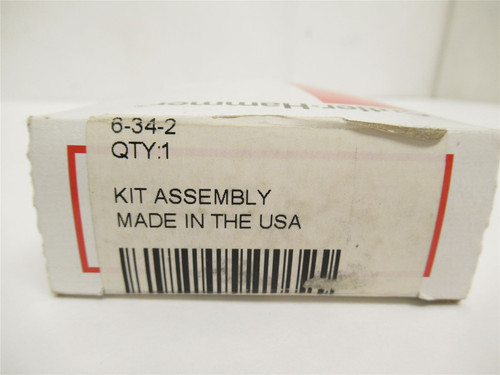 6-34-2
QTY:1
KIT ASSEMBLY
MADE IN THE USA